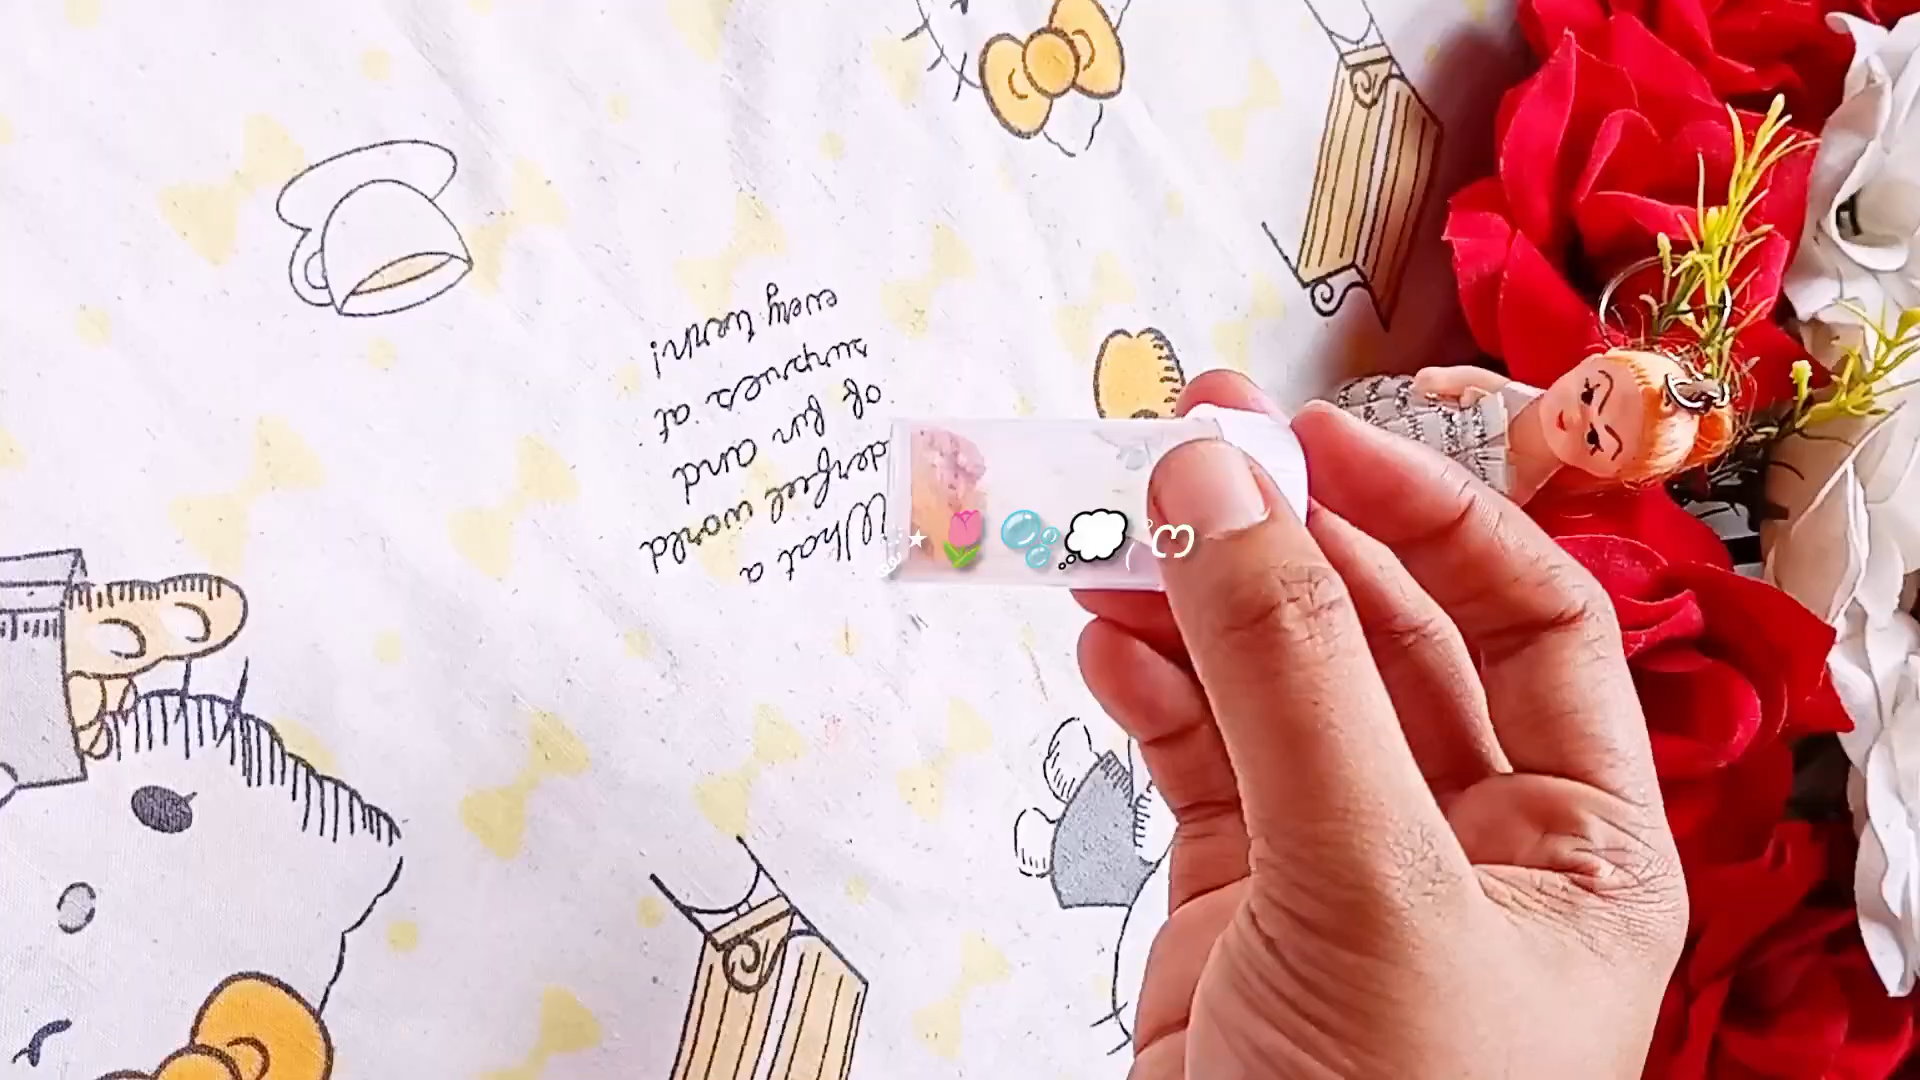 What a
derful world
of fun and
surprises at
every turn!
⋆ 🌷 🫧 💭 ෆ